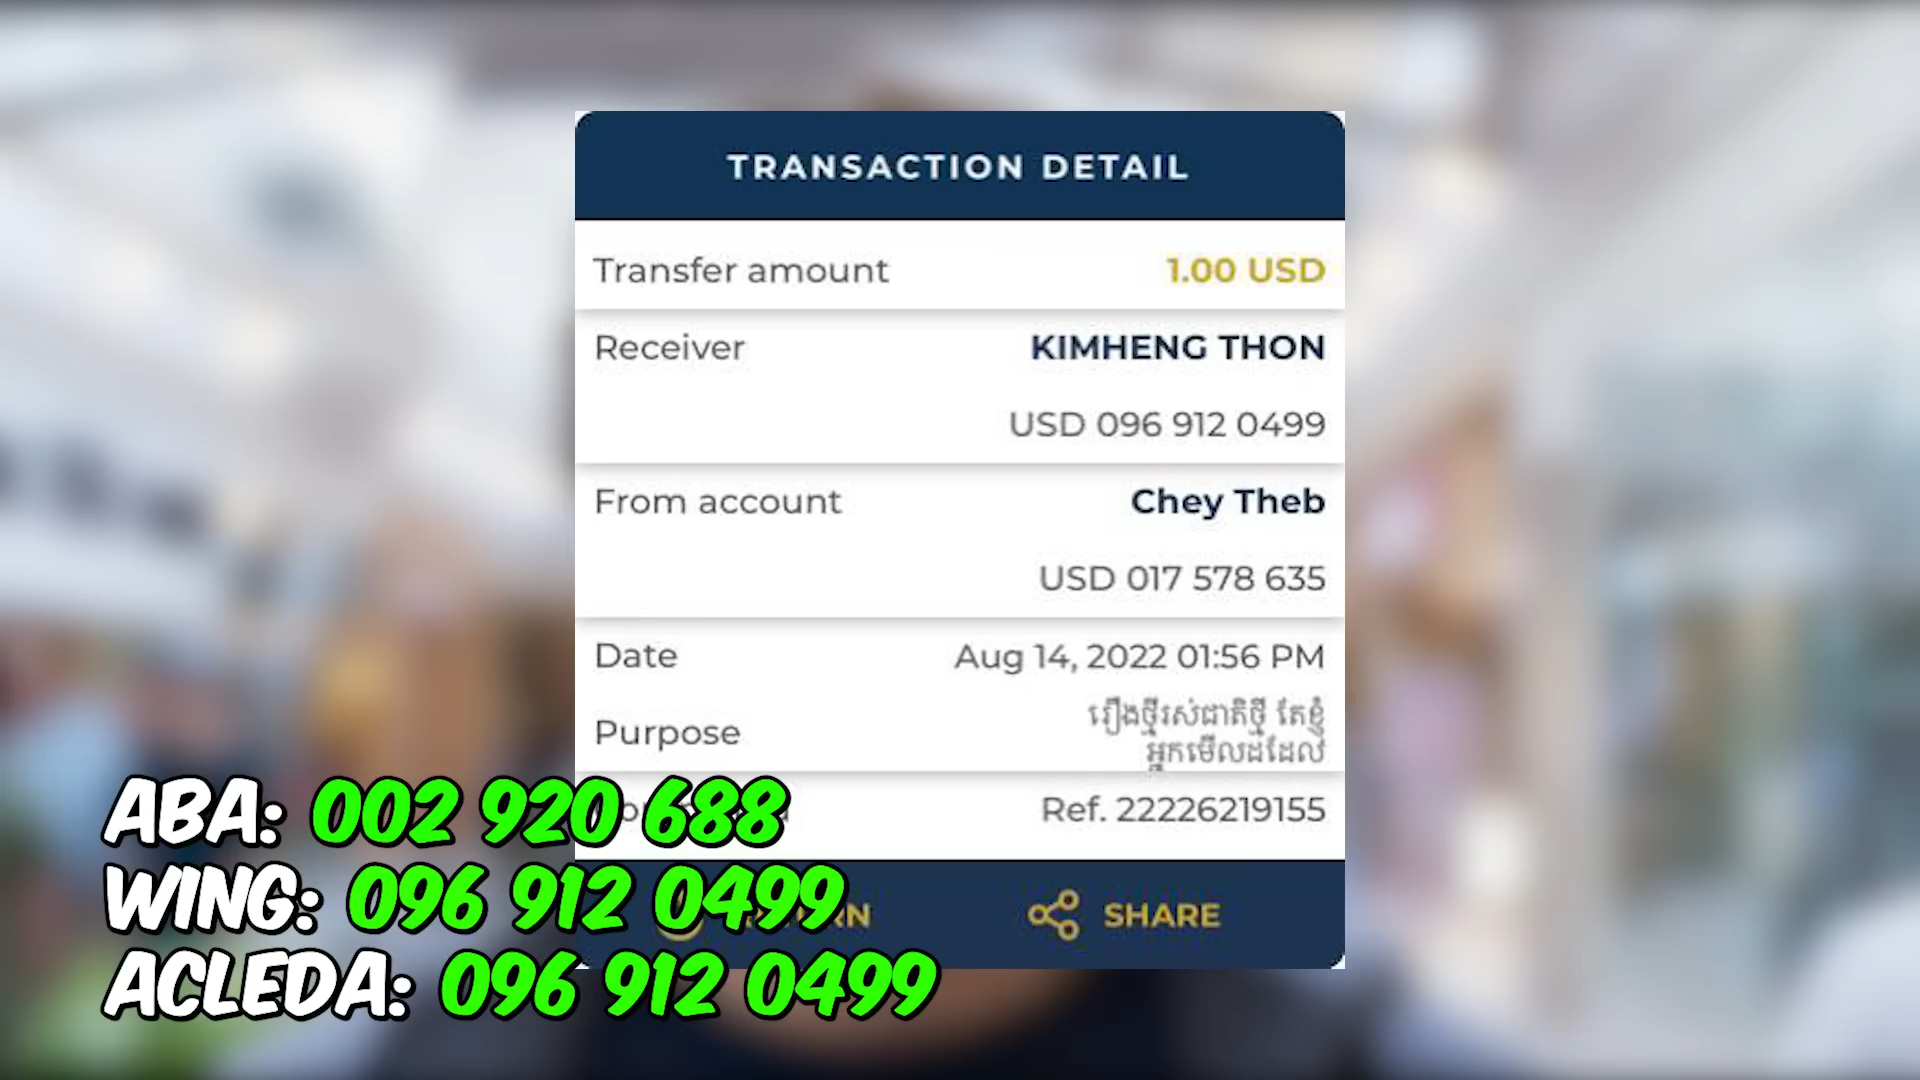 TRANSACTION DETAIL
Transfer amount 1.00 USD
Receiver KIMHENG THON
USD 096 912 0499
From account Chey Theb
USD 017 578 635
Date Aug 14, 2022 01:56 PM
Purpose រឿងថ្មីរស់ជាតិថ្មី តែខ្ញុំ
អ្នកមើលដដែល
Ref. 22226219155
SHARE
ABA: 002 920 688
WING: 096 912 0499
ACLEDA: 096 912 0499